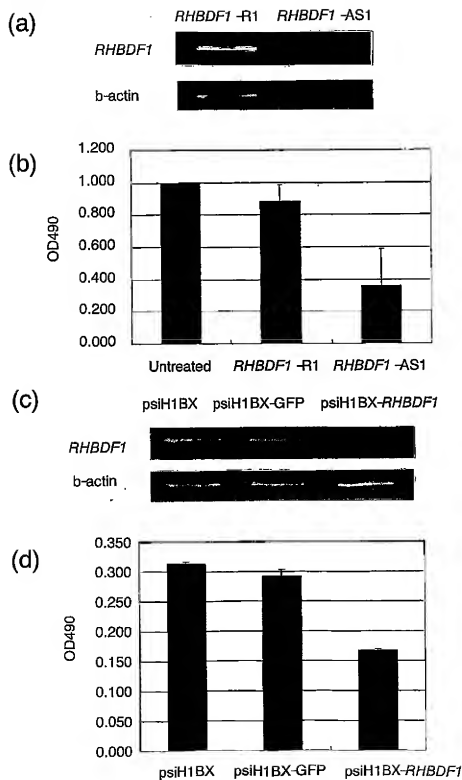 (a)
RHBDF1-R1 RHBDF1-AS1
RHBDF1
b-actin
(b)
1.200
1.000
0.800
0.600
0.400
0.200
0.000
OD490
Untreated RHBDF1-R1 RHBDF1-AS1
(c)
psiH1BX psiH1BX-GFP psiH1BX-RHBDF1
RHBDF1
b-actin
(d)
0.350
0.300
0.250
0.200
0.150
0.100
0.050
0.000
OD490
psiH1BX psiH1BX-GFP psiH1BX-RHBDF1